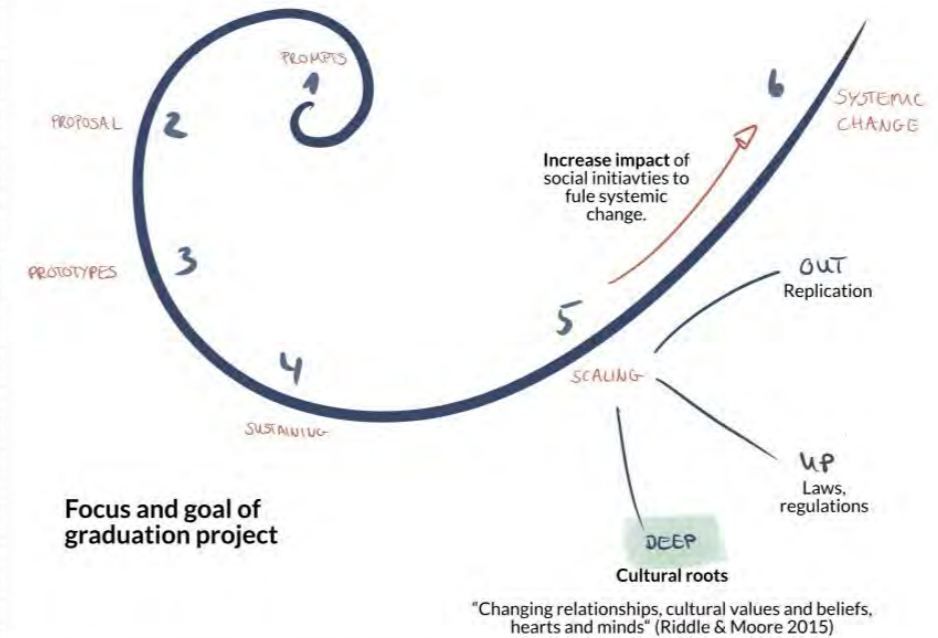 PROMPTS
1
PROPOSAL
2
PROTOTYPES
3
4
SUSTAINING
5
SCALING
Increase impact of
social initiavties to
fule systemic
change.
6
SYSTEMIC
CHANGE
OUT
Replication
UP
Laws,
regulations
DEEP
Cultural roots
"Changing relationships, cultural values and beliefs,
hearts and minds" (Riddle & Moore 2015)
Focus and goal of
graduation project